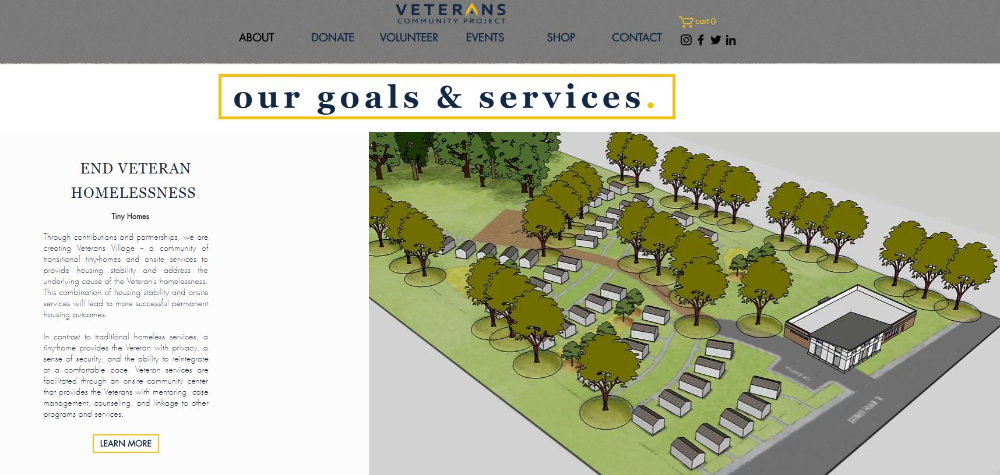 VETERANS
COMMUNITY PROJECT
cart 0
ABOUT DONATE VOLUNTEER EVENTS SHOP CONTACT
our goals & services.
END VETERAN
HOMELESSNESS.
Tiny Homes
Through contributions and partnerships, we are
creating Veterans Village – a community of
transitional tiny-homes and onsite services to
provide housing stability and address the
underlying cause of the Veteran's homelessness.
This combination of housing stability and onsite
services will lead to more successful permanent
housing outcomes.
In contrast to traditional homeless services, a
tiny-home provides the Veteran with privacy, a
sense of security, and the ability to reintegrate
at a comfortable pace. Veteran services are
facilitated through an onsite community center
that provides the Veterans with mentoring, case
management, counseling, and linkage to other
programs and services.
LEARN MORE